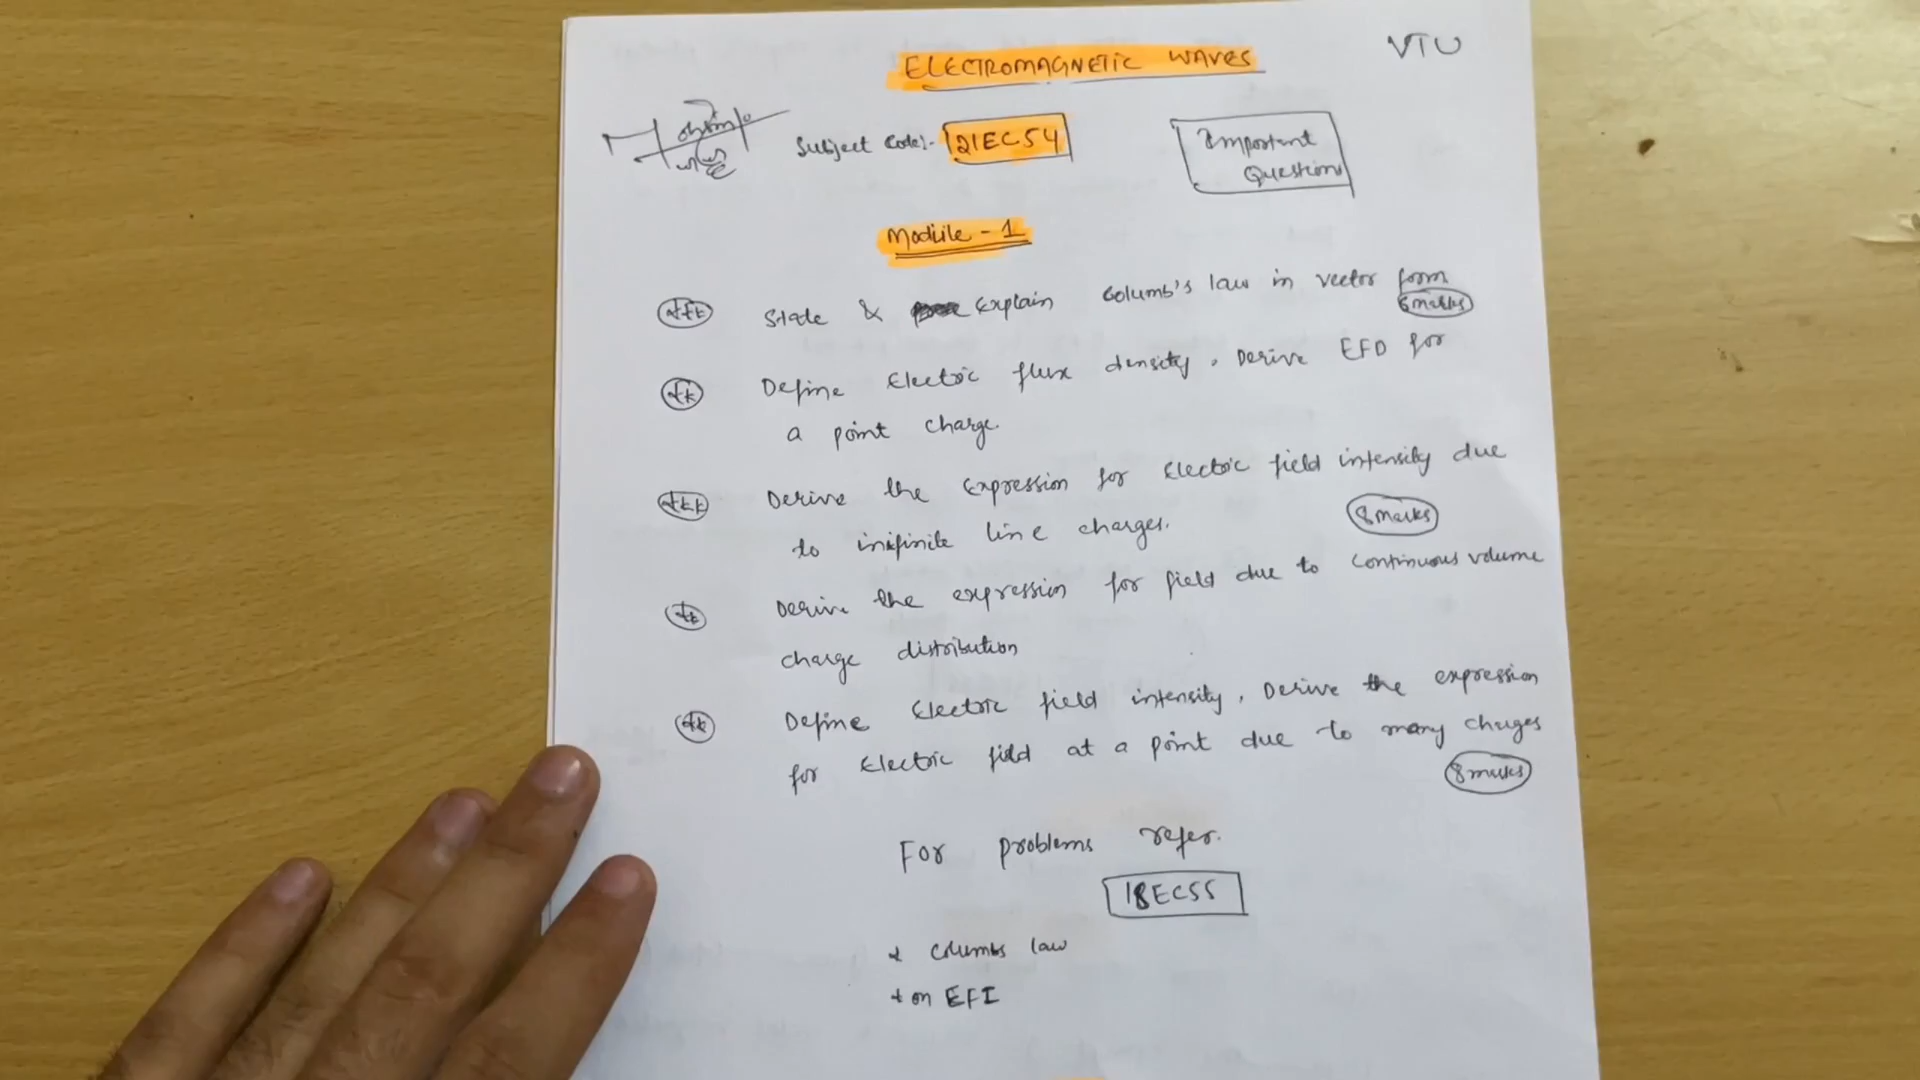 VTU
ELECTROMAGNETIC WAVES
Subject Code:- 21EC54
Important
Questions
Module - 1
*** State & Explain Columb's law in vector form
6marks
** Define Electric flux density. Derive EFD for
a point charge.
*** Derive the Expression for Electric field intensity due
to inifinite line charges.
8marks
** Derive the expression for field due to continuous volume
charge distribution
** Define Electric field intensity, Derive the expression
for Electric field at a point due to many charges
8marks
For problems refer.
18EC55
* Columbs law
* on EFI